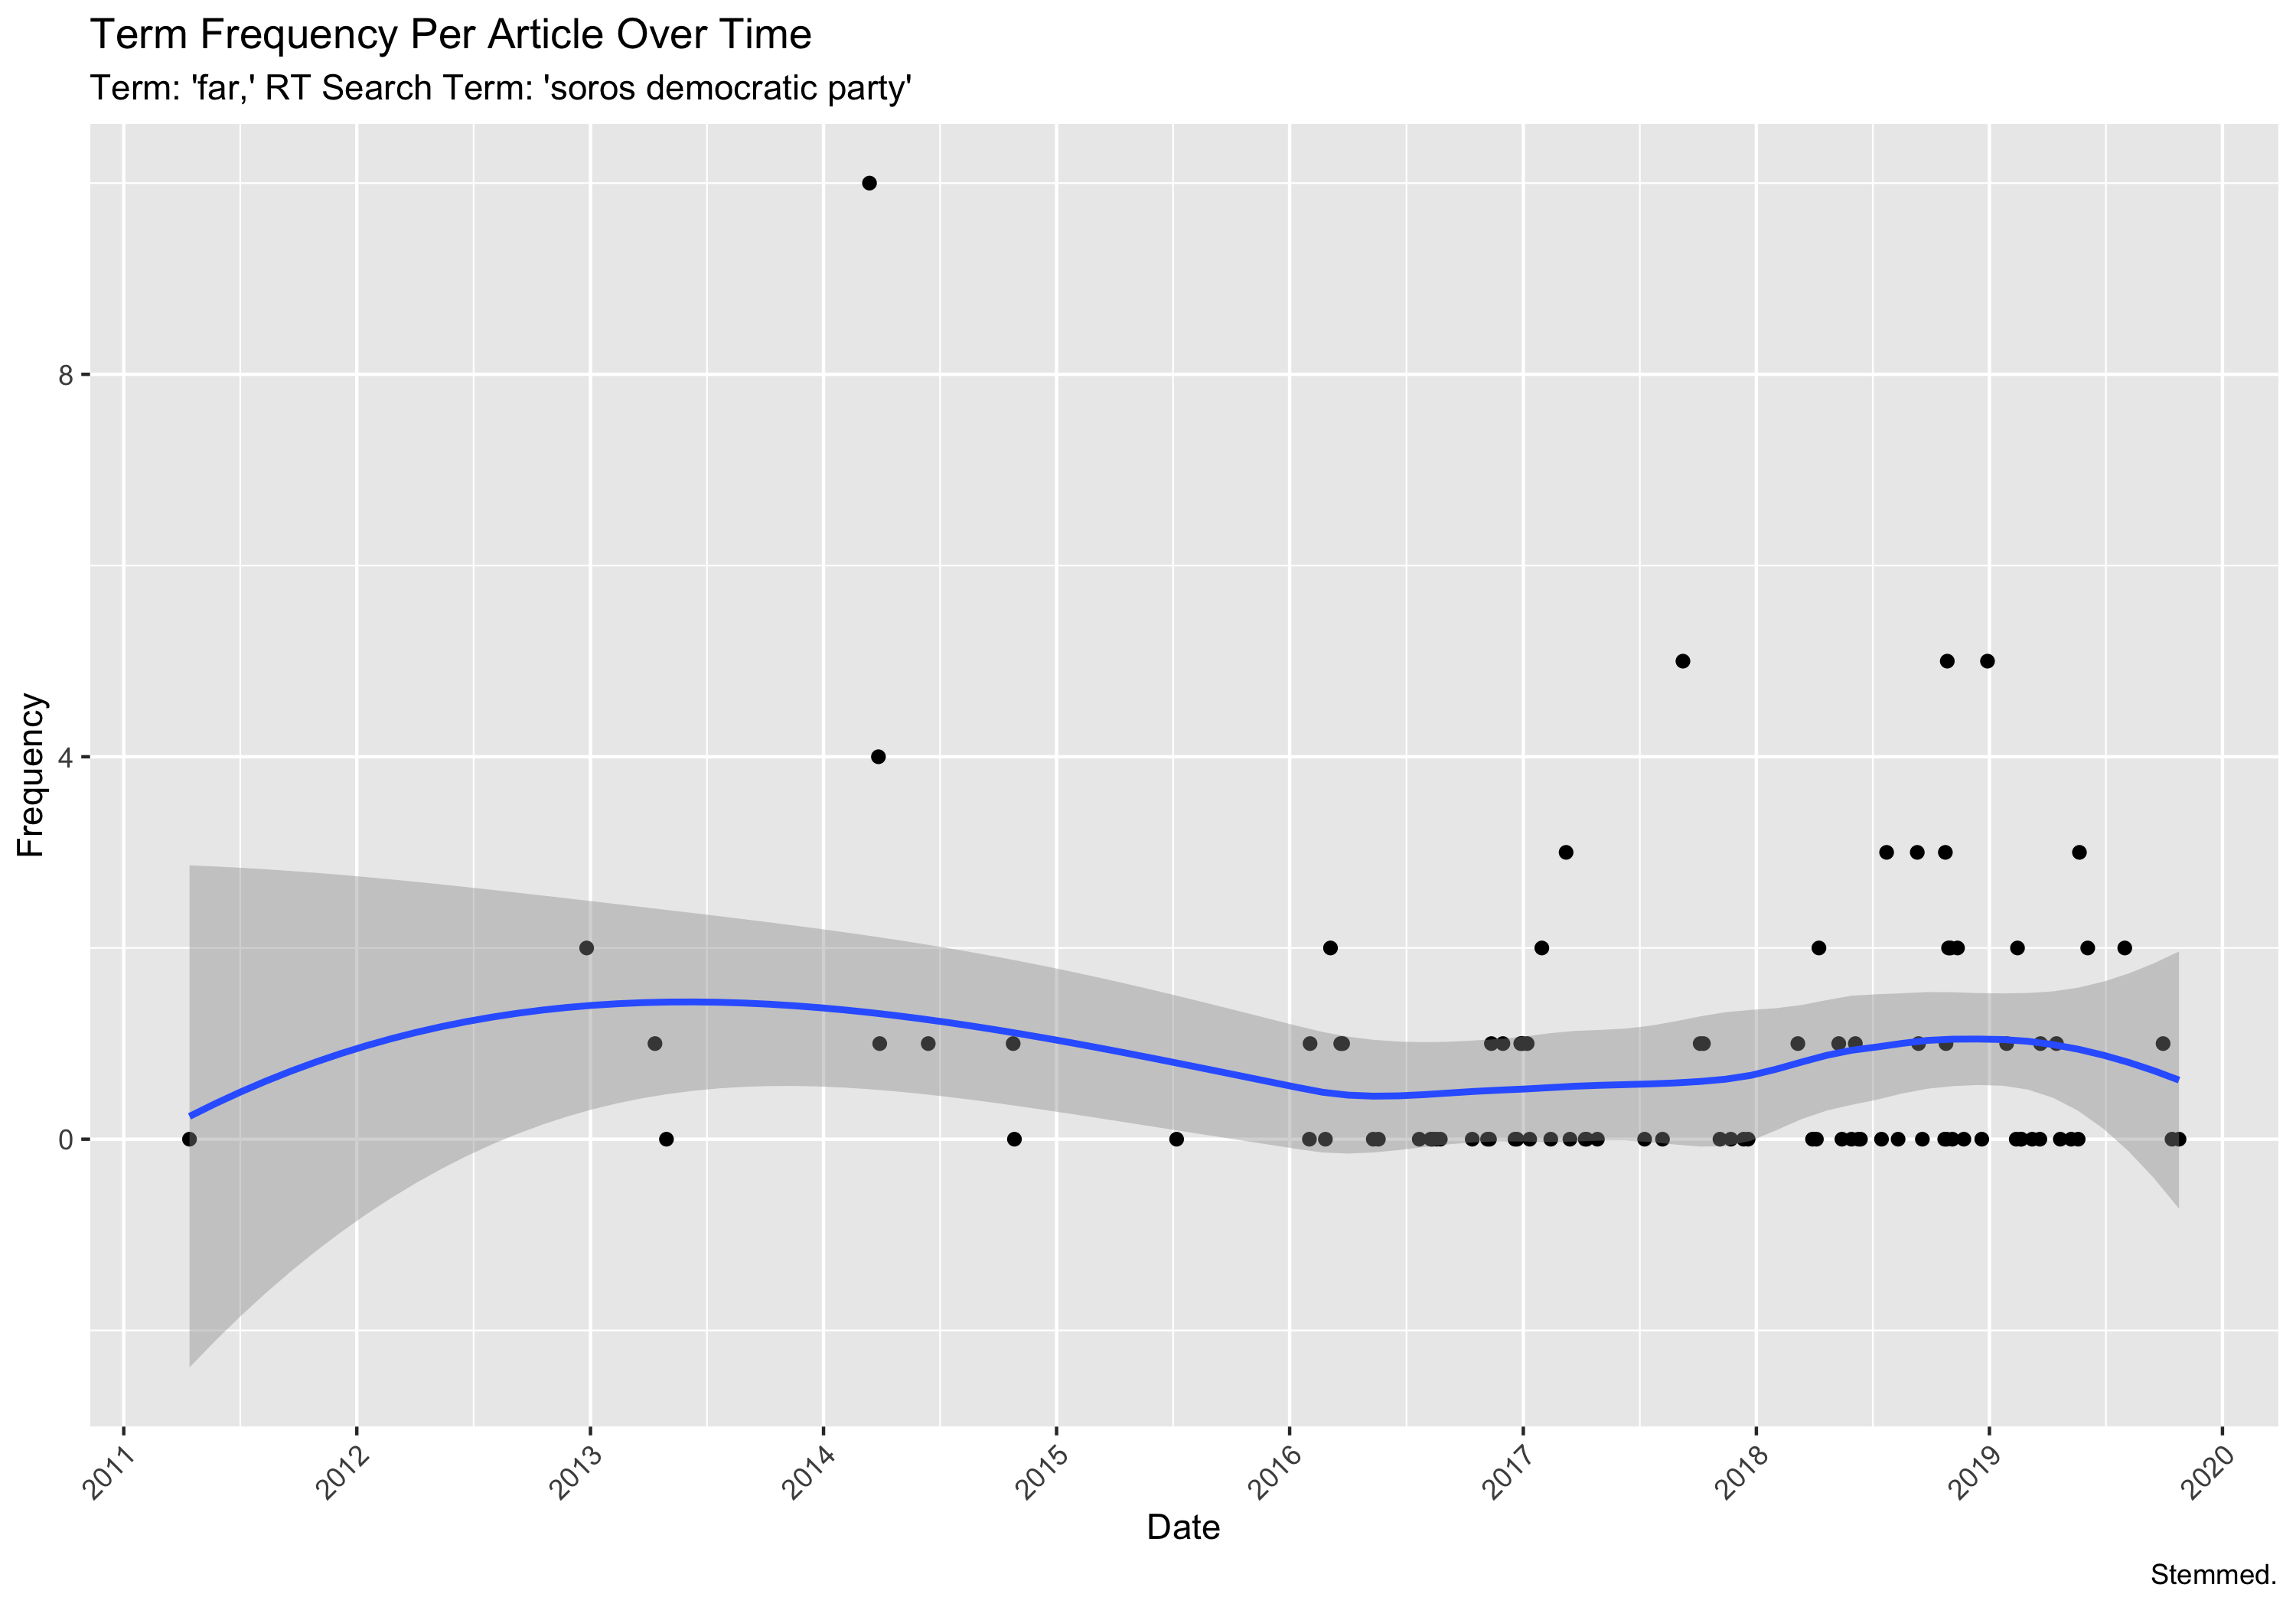 Term Frequency Per Article Over Time
Term: 'far,' RT Search Term: 'soros democratic party'
Frequency
8
4
0
2011
2012
2013
2014
2015
2016
2017
2018
2019
2020
Date
Stemmed.